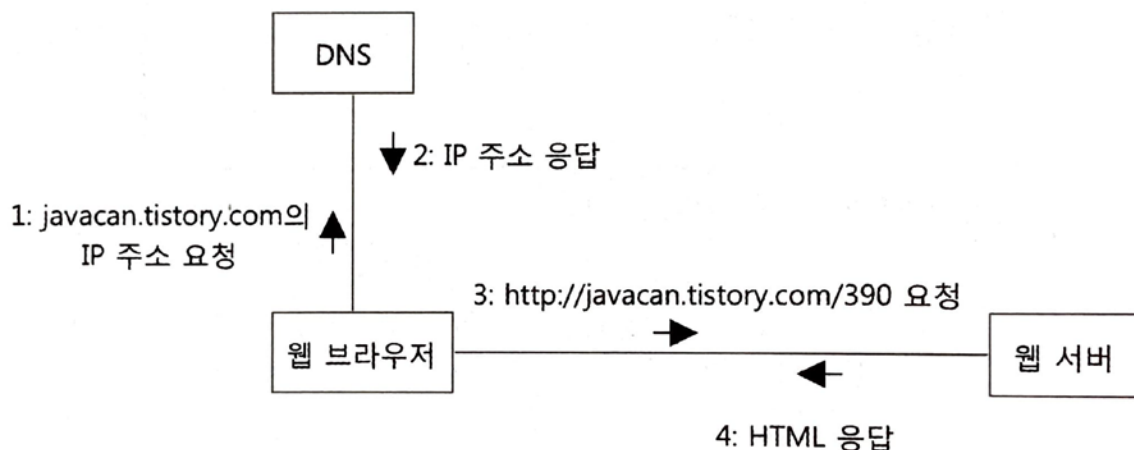 DNS
2: IP 주소 응답
1: javacan.tistory.com의
IP 주소 요청
3: http://javacan.tistory.com/390 요청
웹 브라우저
웹 서버
4: HTML 응답